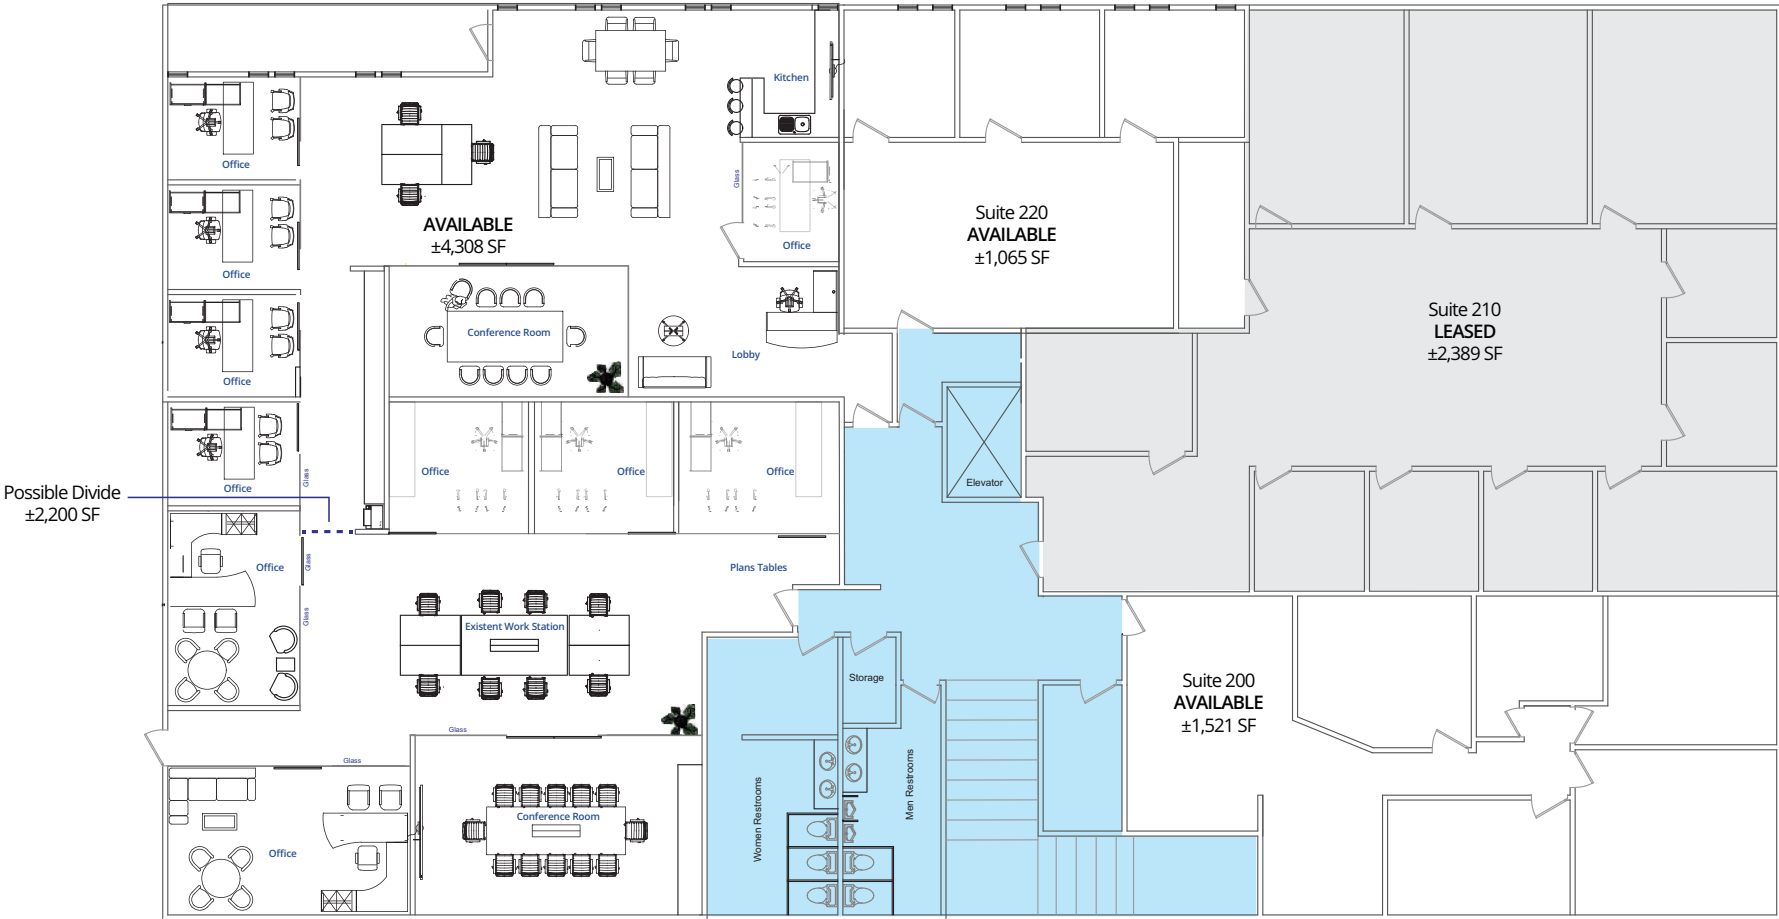 Kitchen
Office
Glass
AVAILABLE
±4,308 SF
Office
Office
Suite 220
AVAILABLE
±1,065 SF
Suite 210
LEASED
±2,389 SF
Conference Room
Lobby
Office
Office
Office
Office
Office
Office
Glass
Elevator
Possible Divide
±2,200 SF
Office
Glass
Glass
Plans Tables
Existent Work Station
Storage
Suite 200
AVAILABLE
±1,521 SF
Glass
Glass
Women Restrooms
Men Restrooms
Conference Room
Office